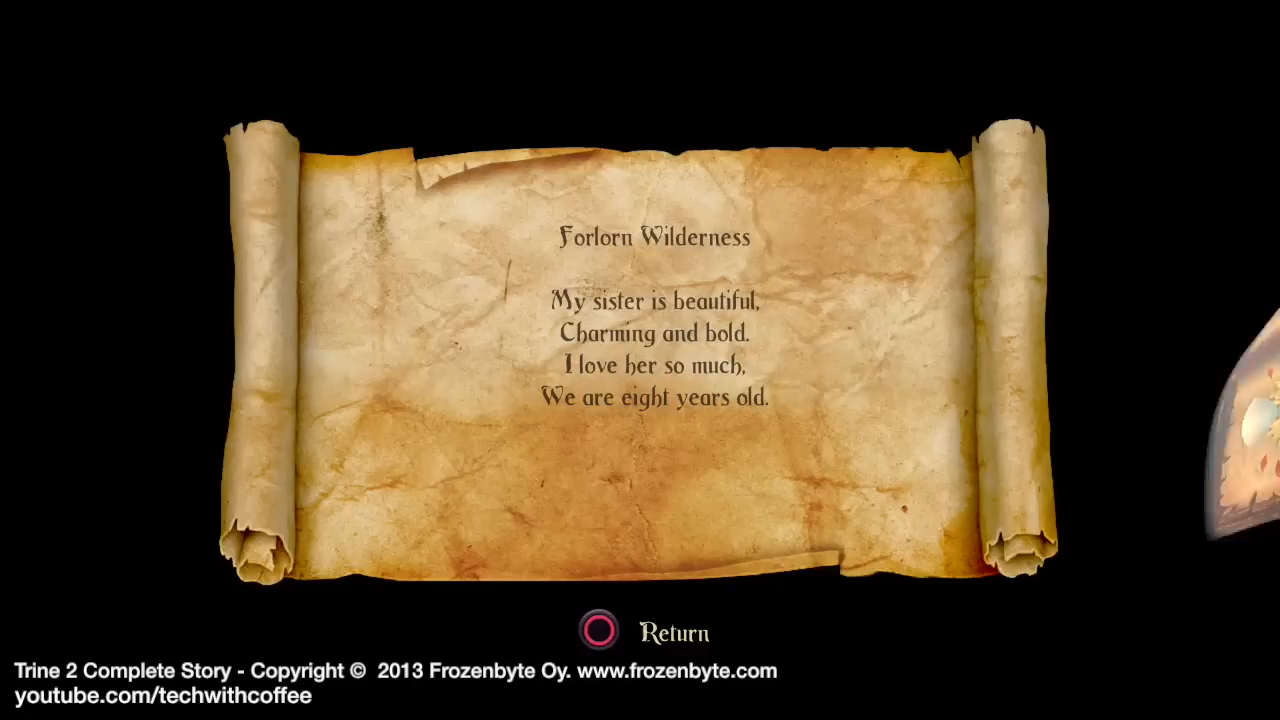 Forlorn Wilderness
My sister is beautiful,
Charming and bold.
I love her so much,
We are eight years old.
Return
Trine 2 Complete Story - Copyright © 2013 Frozenbyte Oy. www.frozenbyte.com
youtube.com/techwithcoffee